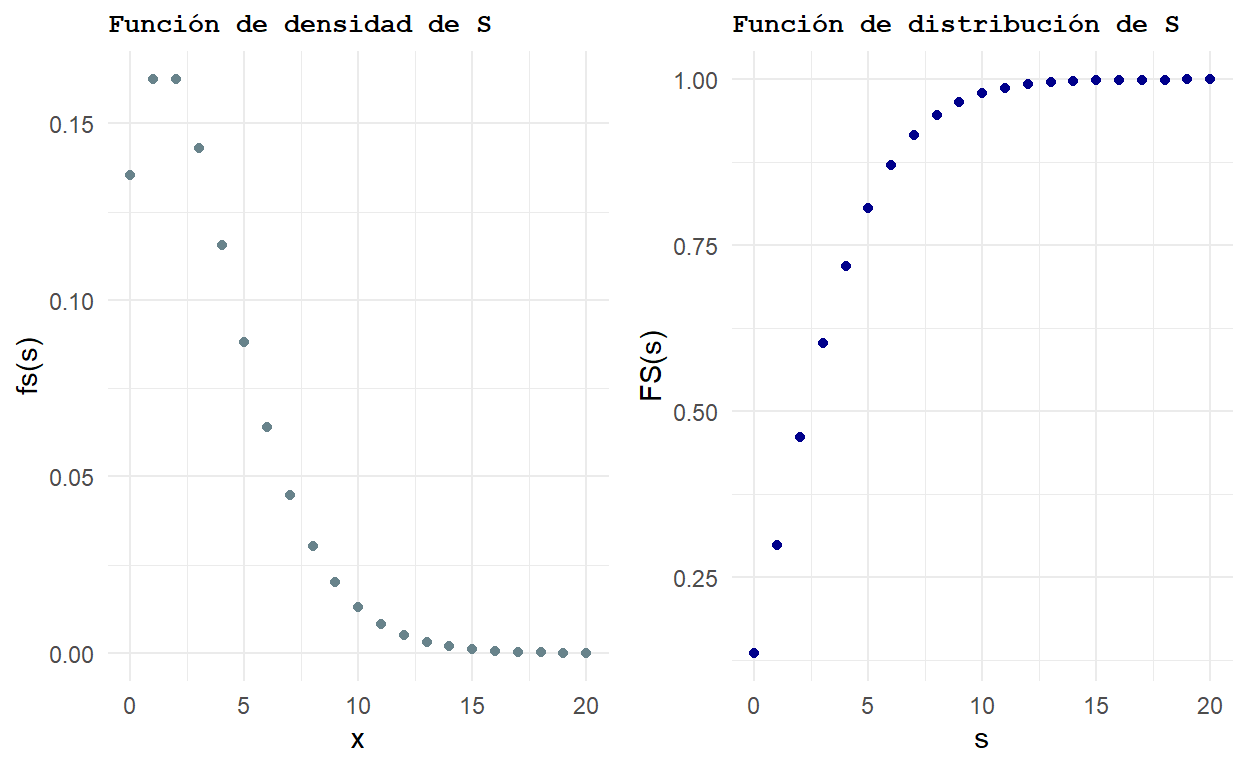 Función de densidad de S
0.15
0.10
0.05
0.00
fs(s)
0 5 10 15 20
x
Función de distribución de S
1.00
0.75
0.50
0.25
FS(s)
0 5 10 15 20
s